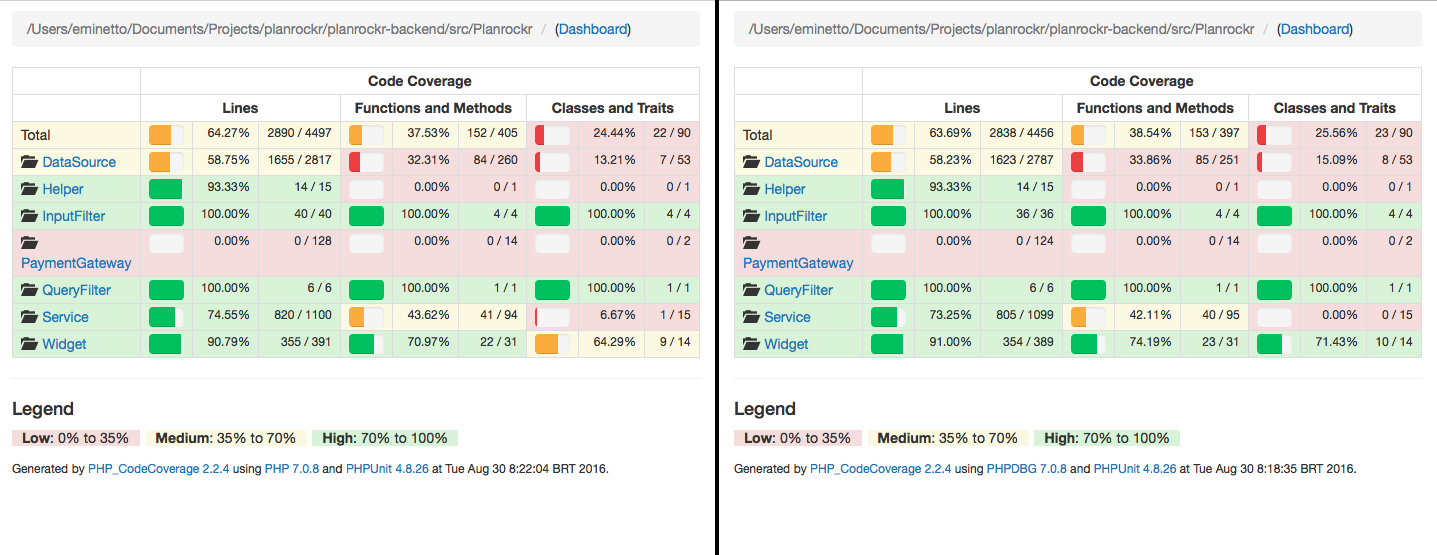 /Users/eminetto/Documents/Projects/planrockr/planrockr-backend/src/Planrockr / (Dashboard)
Code Coverage
Lines Functions and Methods Classes and Traits
Total 64.27% 2890 / 4497 37.53% 152 / 405 24.44% 22 / 90
DataSource 58.75% 1655 / 2817 32.31% 84 / 260 13.21% 7 / 53
Helper 93.33% 14 / 15 0.00% 0 / 1 0.00% 0 / 1
InputFilter 100.00% 40 / 40 100.00% 4 / 4 100.00% 4 / 4
PaymentGateway 0.00% 0 / 128 0.00% 0 / 14 0.00% 0 / 2
QueryFilter 100.00% 6 / 6 100.00% 1 / 1 100.00% 1 / 1
Service 74.55% 820 / 1100 43.62% 41 / 94 6.67% 1 / 15
Widget 90.79% 355 / 391 70.97% 22 / 31 64.29% 9 / 14
Legend
Low: 0% to 35% Medium: 35% to 70% High: 70% to 100%
Generated by PHP_CodeCoverage 2.2.4 using PHP 7.0.8 and PHPUnit 4.8.26 at Tue Aug 30 8:22:04 BRT 2016.
/Users/eminetto/Documents/Projects/planrockr/planrockr-backend/src/Planrockr / (Dashboard)
Code Coverage
Lines Functions and Methods Classes and Traits
Total 63.69% 2838 / 4456 38.54% 153 / 397 25.56% 23 / 90
DataSource 58.23% 1623 / 2787 33.86% 85 / 251 15.09% 8 / 53
Helper 93.33% 14 / 15 0.00% 0 / 1 0.00% 0 / 1
InputFilter 100.00% 36 / 36 100.00% 4 / 4 100.00% 4 / 4
PaymentGateway 0.00% 0 / 124 0.00% 0 / 14 0.00% 0 / 2
QueryFilter 100.00% 6 / 6 100.00% 1 / 1 100.00% 1 / 1
Service 73.25% 805 / 1099 42.11% 40 / 95 0.00% 0 / 15
Widget 91.00% 354 / 389 74.19% 23 / 31 71.43% 10 / 14
Legend
Low: 0% to 35% Medium: 35% to 70% High: 70% to 100%
Generated by PHP_CodeCoverage 2.2.4 using PHPDBG 7.0.8 and PHPUnit 4.8.26 at Tue Aug 30 8:18:35 BRT 2016.